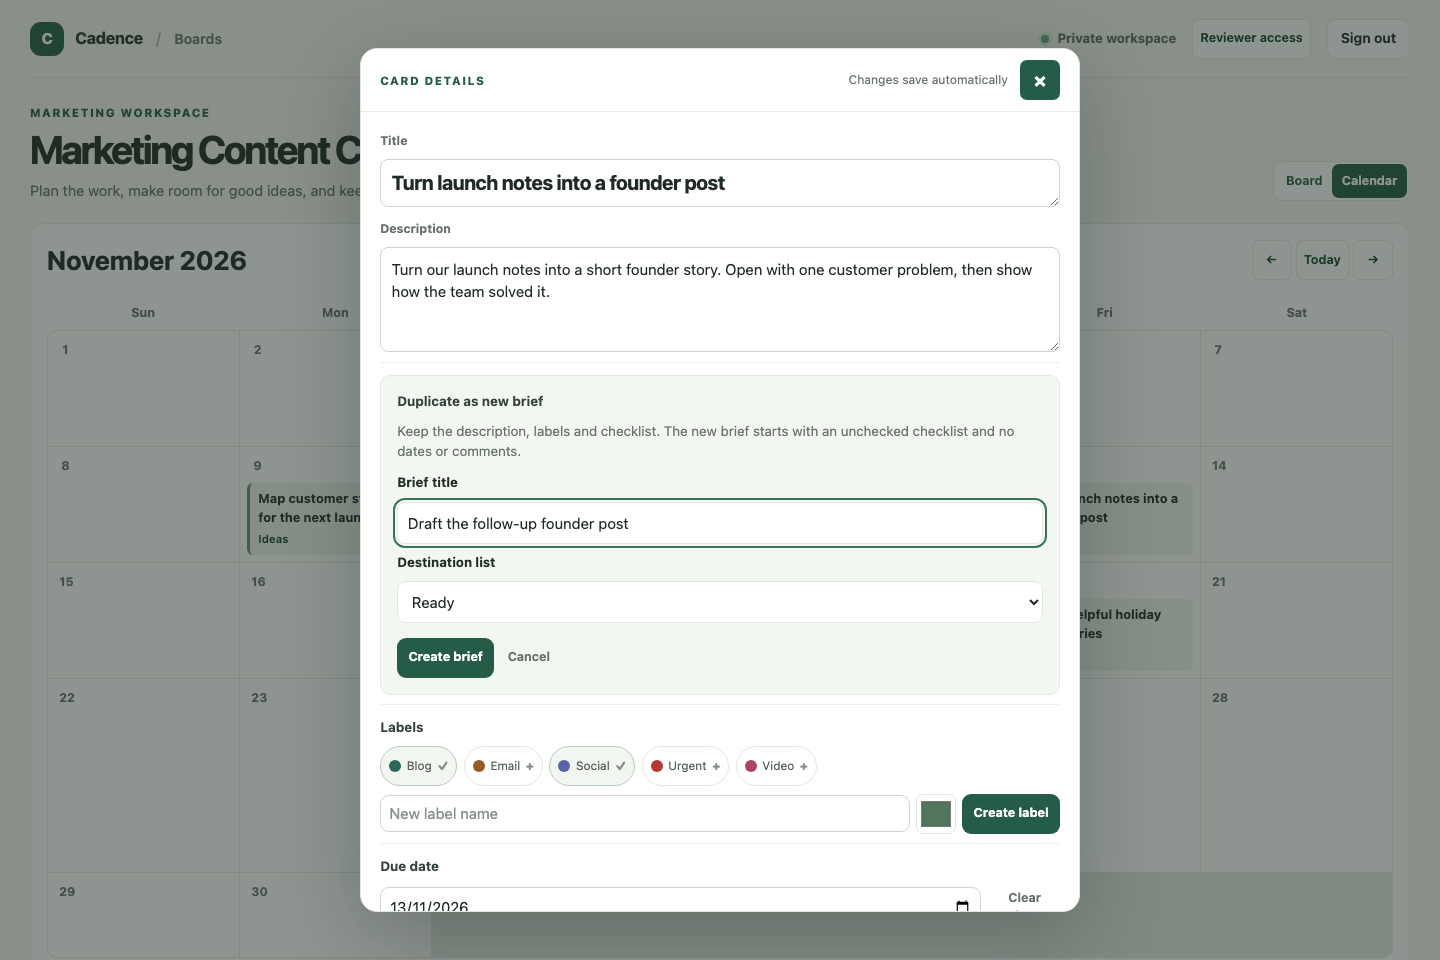 C Cadence / Boards
Private workspace
Reviewer access
Sign out
MARKETING WORKSPACE
Marketing Content C
Plan the work, make room for good ideas, and kee
Board
Calendar
November 2026
←
Today
→
Sun
Mon
Fri
Sat
1
2
7
8
9
14
Map customer s
for the next laun
Ideas
nch notes into a
post
15
16
21
elpful holiday
ries
22
23
28
29
30
CARD DETAILS
Changes save automatically
×
Title
Turn launch notes into a founder post
Description
Turn our launch notes into a short founder story. Open with one customer problem, then show
how the team solved it.
Duplicate as new brief
Keep the description, labels and checklist. The new brief starts with an unchecked checklist and no
dates or comments.
Brief title
Draft the follow-up founder post
Destination list
Ready
Create brief
Cancel
Labels
Blog ✓
Email +
Social ✓
Urgent +
Video +
New label name
Create label
Due date
13/11/2026
Clear